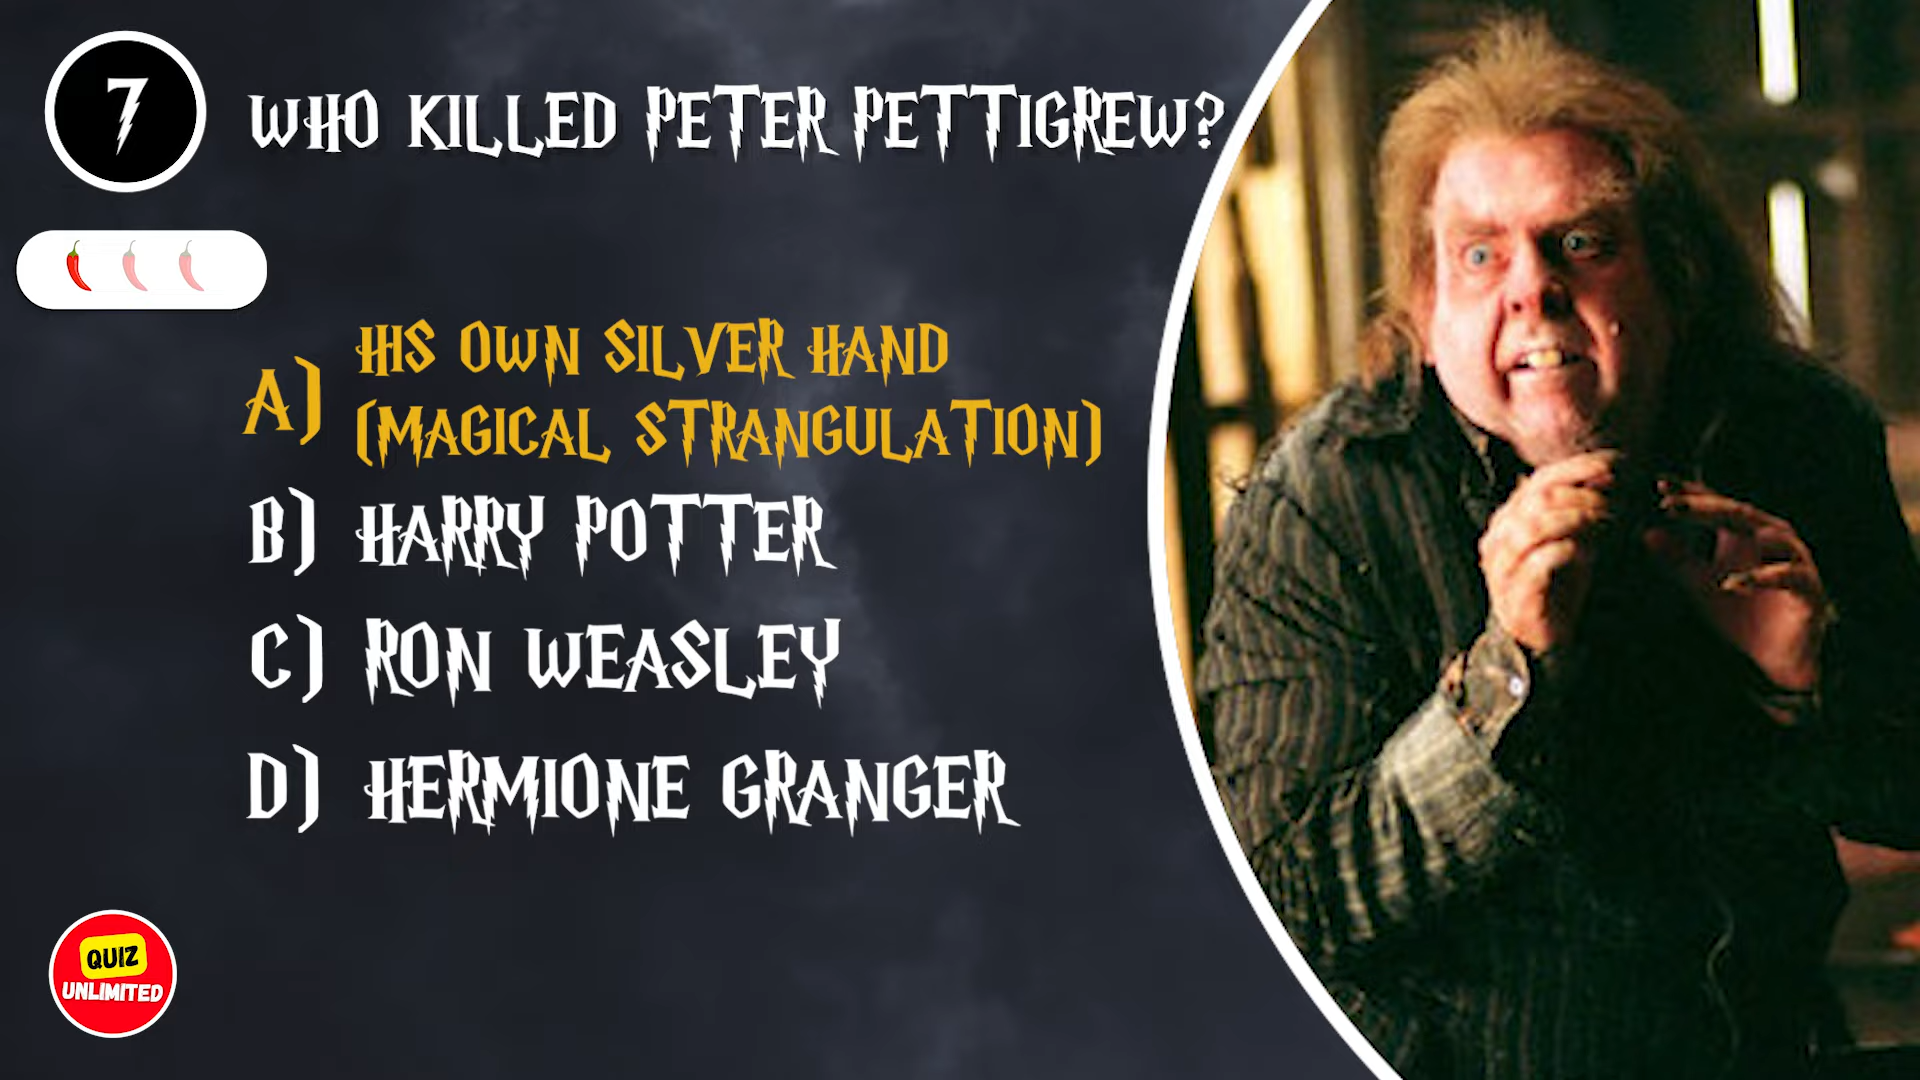 7
WHO KILLED PETER PETTIGREW?
A) HIS OWN SILVER HAND
(MAGICAL STRANGULATION)
B) HARRY POTTER
C) RON WEASLEY
D) HERMIONE GRANGER
QUIZ
UNLIMITED